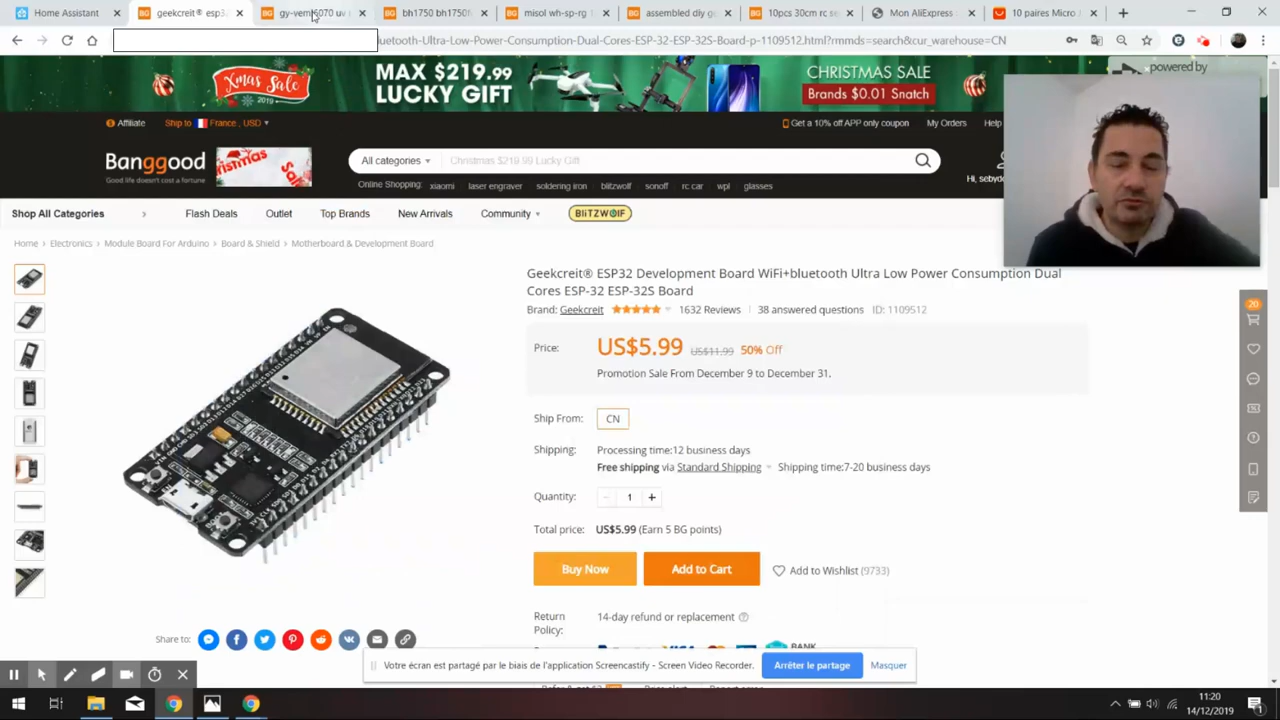 Home Assistant
geekcreit® esp3
gy-veml6070 uv
bh1750 bh1750f
misol wh-sp-rg
assembled diy ge
10pcs 30cm rc se
Mon AliExpress
10 paires Micro J
uetooth-Ultra-Low-Power-Consumption-Dual-Cores-ESP-32-ESP-32S-Board-p-1109512.html?rmmds=search&cur_warehouse=CN
Xmas Sale
2019
MAX $219.99
LUCKY GIFT
CHRISTMAS SALE
Brands $0.01 Snatch
powered by
Affiliate
Ship to France , USD
Get a 10% off APP only coupon
My Orders
Help
Banggood
Good life doesn't cost a fortune
All categories
Christmas $219.99 Lucky Gift
Online Shopping: xiaomi laser engraver soldering iron blitzwolf sonoff rc car wpl glasses
Hi, sebydo
Shop All Categories
Flash Deals
Outlet
Top Brands
New Arrivals
Community
BLITZWOLF
Home > Electronics > Module Board For Arduino > Board & Shield > Motherboard & Development Board
Geekcreit® ESP32 Development Board WiFi+bluetooth Ultra Low Power Consumption Dual
Cores ESP-32 ESP-32S Board
Brand: Geekcreit
1632 Reviews
38 answered questions
ID: 1109512
Price: US$5.99 US$11.99 50% Off
Promotion Sale From December 9 to December 31.
Ship From: CN
Shipping: Processing time:12 business days
Free shipping via Standard Shipping
Shipping time:7-20 business days
Quantity: - 1 +
Total price: US$5.99 (Earn 5 BG points)
Buy Now
Add to Cart
Add to Wishlist (9733)
Return
Policy:
14-day refund or replacement
BANK
Share to:
Votre écran est partagé par le biais de l'application Screencastify - Screen Video Recorder.
Arrêter le partage
Masquer
20
11:20
14/12/2019